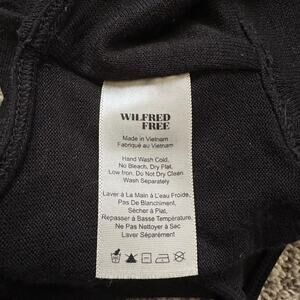 WILFRED
FREE
Made in Vietnam
Fabriqué au Vietnam
Hand Wash Cold,
No Bleach, Dry Flat,
Low Iron, Do Not Dry Clean
Wash Separately
Laver à La Main à L'eau Froide,
Pas De Blanchiment,
Sécher à Plat,
Repasser à Basse Température,
Ne Pas Nettoyer à Sac
Laver Séparément